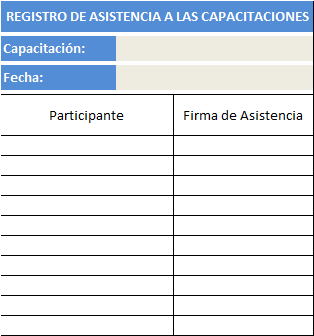 REGISTRO DE ASISTENCIA A LAS CAPACITACIONES
Capacitación:
Fecha:
Participante Firma de Asistencia